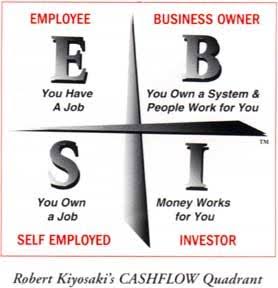 EMPLOYEE
BUSINESS OWNER
E
B
You Have
A Job
You Own a System &
People Work for You
TM
S
I
You Own
a Job
Money Works
for You
SELF EMPLOYED
INVESTOR
Robert Kiyosaki's CASHFLOW Quadrant